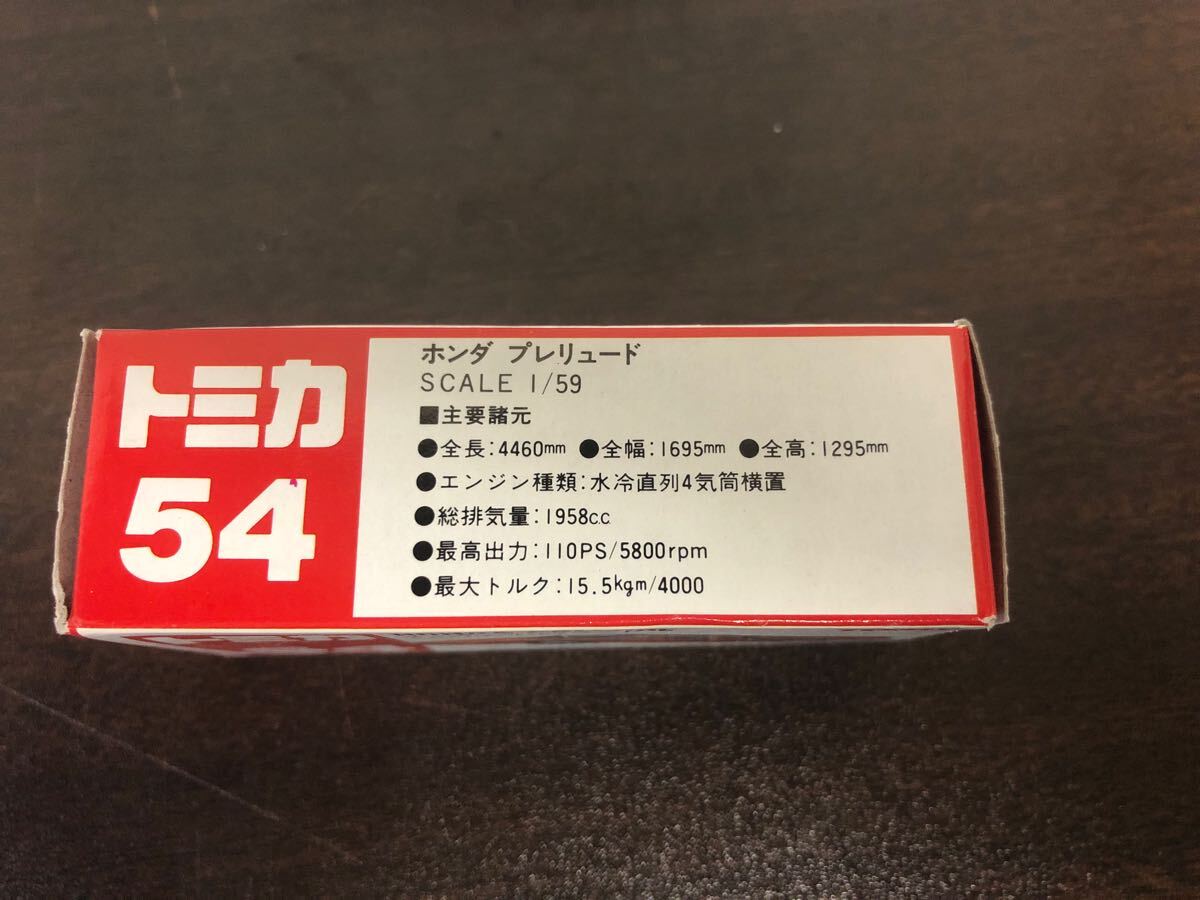 トミカ
54
ホンダ プレリュード
SCALE 1/59
■主要諸元
●全長:4460mm ●全幅:1695mm ●全高:1295mm
●エンジン種類:水冷直列4気筒横置
●総排気量:1958c.c.
●最高出力:110PS/5800rpm
●最大トルク:15.5kgm/4000